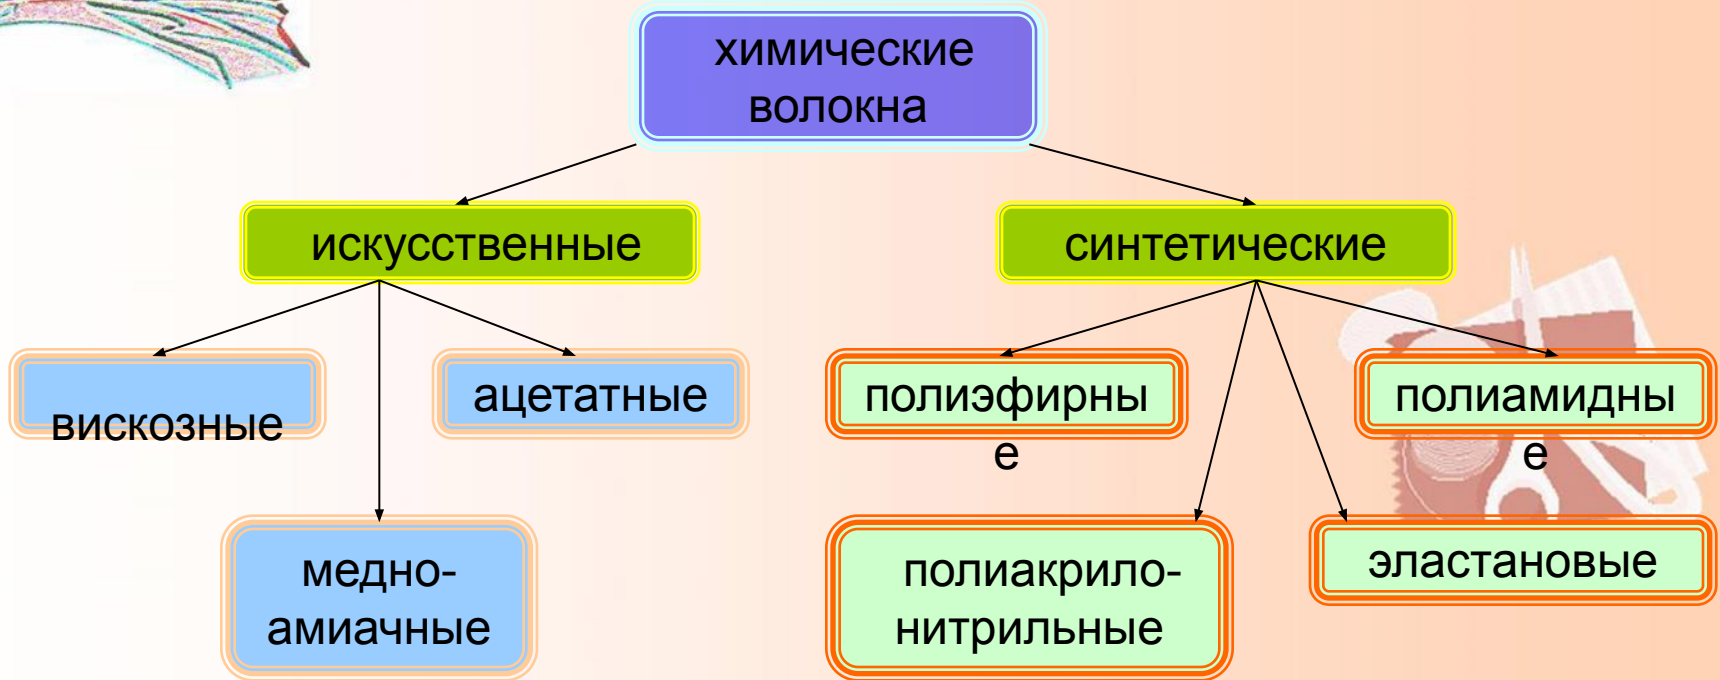 химические
волокна
искусственные
синтетические
вискозные
ацетатные
полиэфирны
е
полиамидны
е
медно-
амиачные
полиакрило-
нитрильные
эластановые